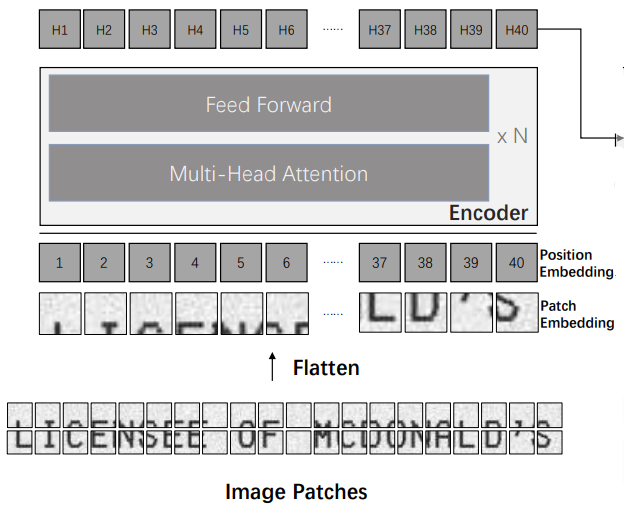 H1 H2 H3 H4 H5 H6 ...... H37 H38 H39 H40
Feed Forward
x N
Multi-Head Attention
Encoder
1 2 3 4 5 6 ...... 37 38 39 40
Position
Embedding
...... LD'S
Patch
Embedding
Flatten
LICENSEE OF MCDONALD'S
Image Patches